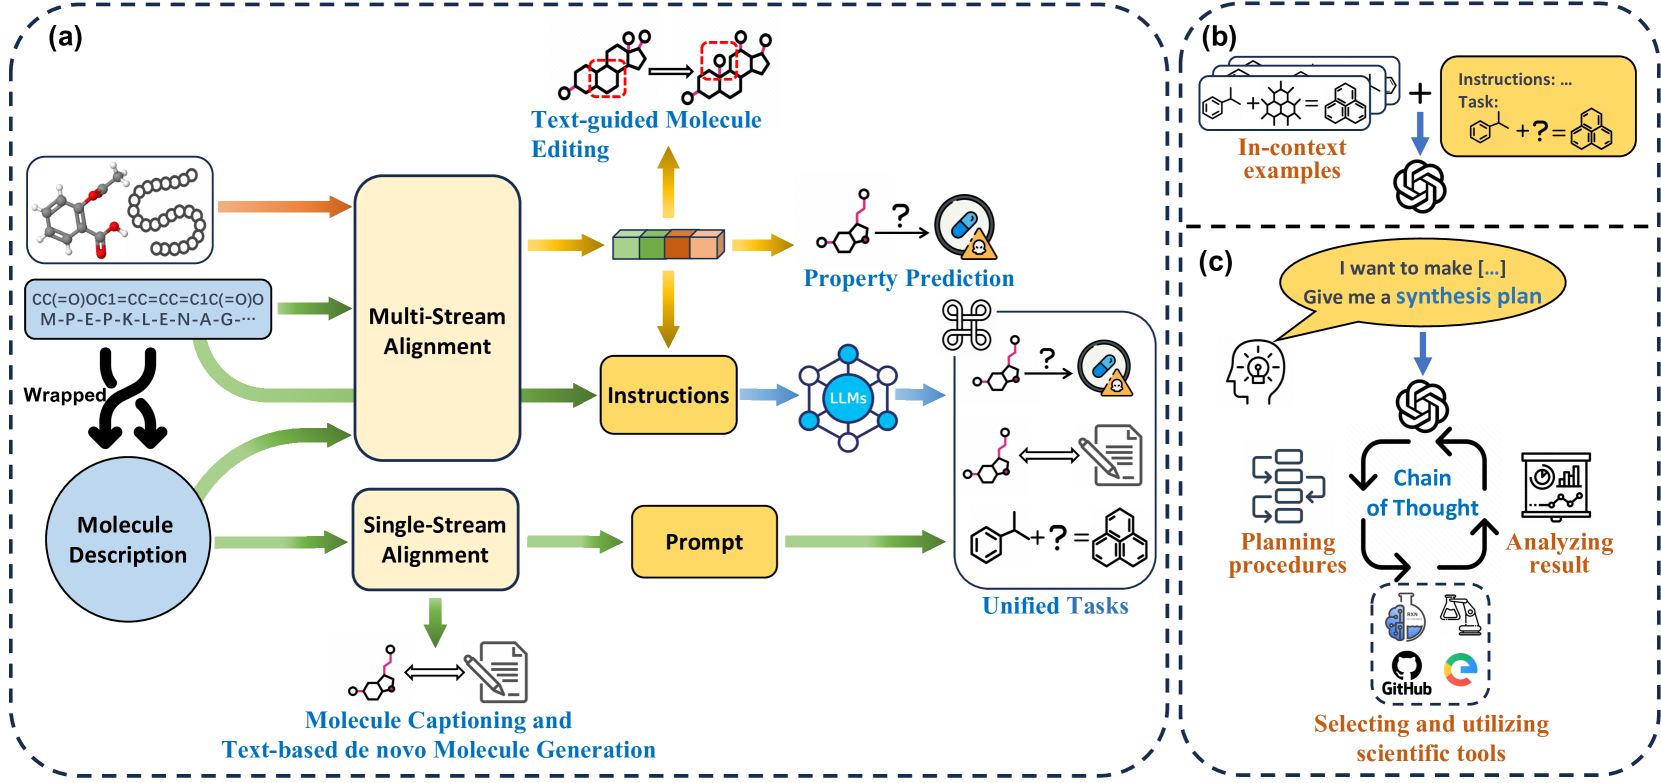 (a)
Text-guided Molecule
Editing
CC(=O)OC1=CC=CC=C1C(=O)O
M-P-E-P-K-L-E-N-A-G-···
Wrapped
Molecule
Description
Multi-Stream
Alignment
Single-Stream
Alignment
?
Property Prediction
Instructions
LLMs
Prompt
?
+ ? =
Unified Tasks
Molecule Captioning and
Text-based de novo Molecule Generation
(b)
+ =
In-context
examples
+
Instructions: ...
Task:
+ ? =
(c)
I want to make [...]
Give me a synthesis plan
Chain
of Thought
Planning
procedures
Analyzing
result
RXN
GitHub
Selecting and utilizing
scientific tools